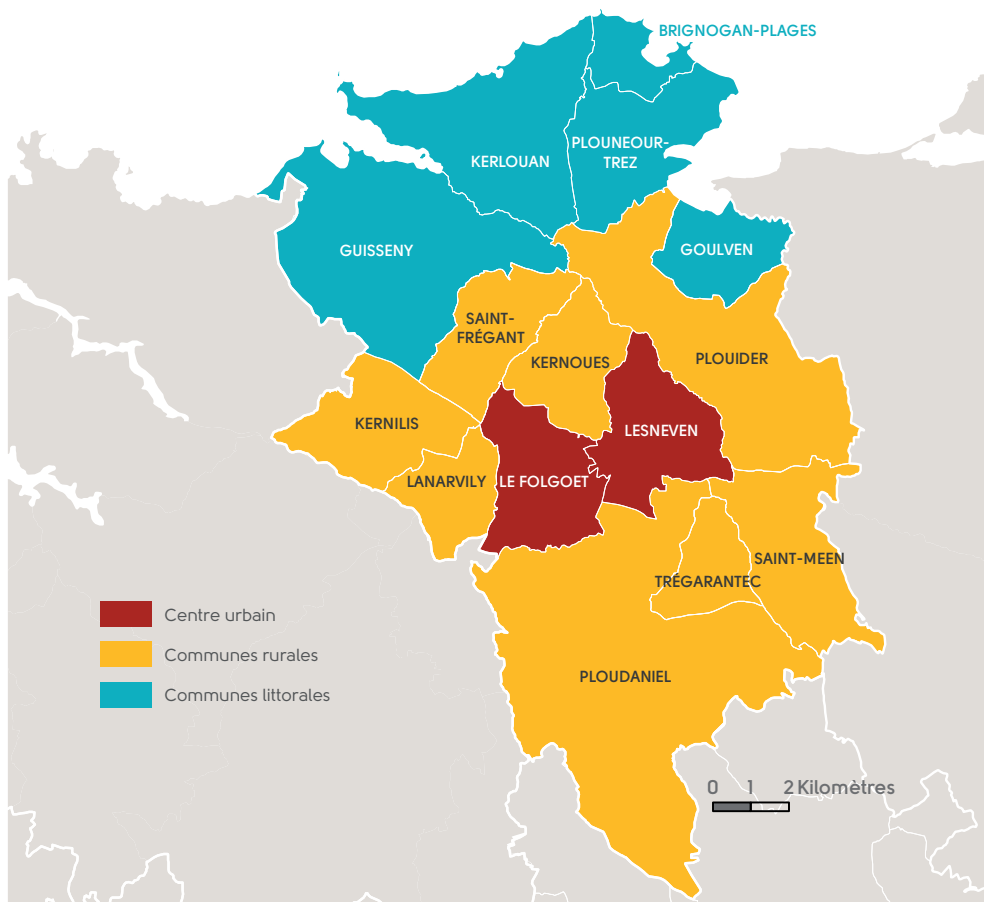 BRIGNOGAN-PLAGES
PLOUNEOUR-
TREZ
KERLOUAN
GUISSENY
GOULVEN
SAINT-
FRÉGANT
KERNOUES
PLOUIDER
KERNILIS
LESNEVEN
LANARVILY
LE FOLGOET
SAINT-MEEN
TRÉGARANTEC
PLOUDANIEL
Centre urbain
Communes rurales
Communes littorales
0 1 2 Kilomètres